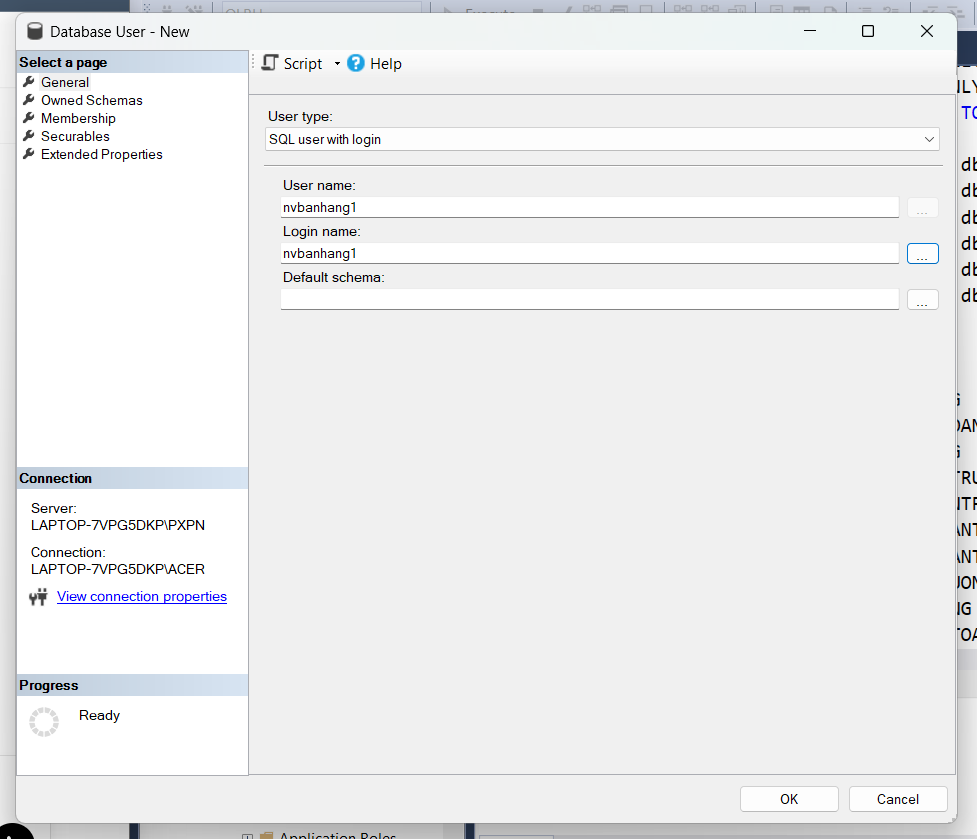 Database User - New
Select a page
General
Owned Schemas
Membership
Securables
Extended Properties
Script
Help
User type:
SQL user with login
User name:
nvbanhang1
...
Login name:
nvbanhang1
...
Default schema:
...
Connection
Server:
LAPTOP-7VPG5DKP\PXPN
Connection:
LAPTOP-7VPG5DKP\ACER
View connection properties
Progress
Ready
OK
Cancel